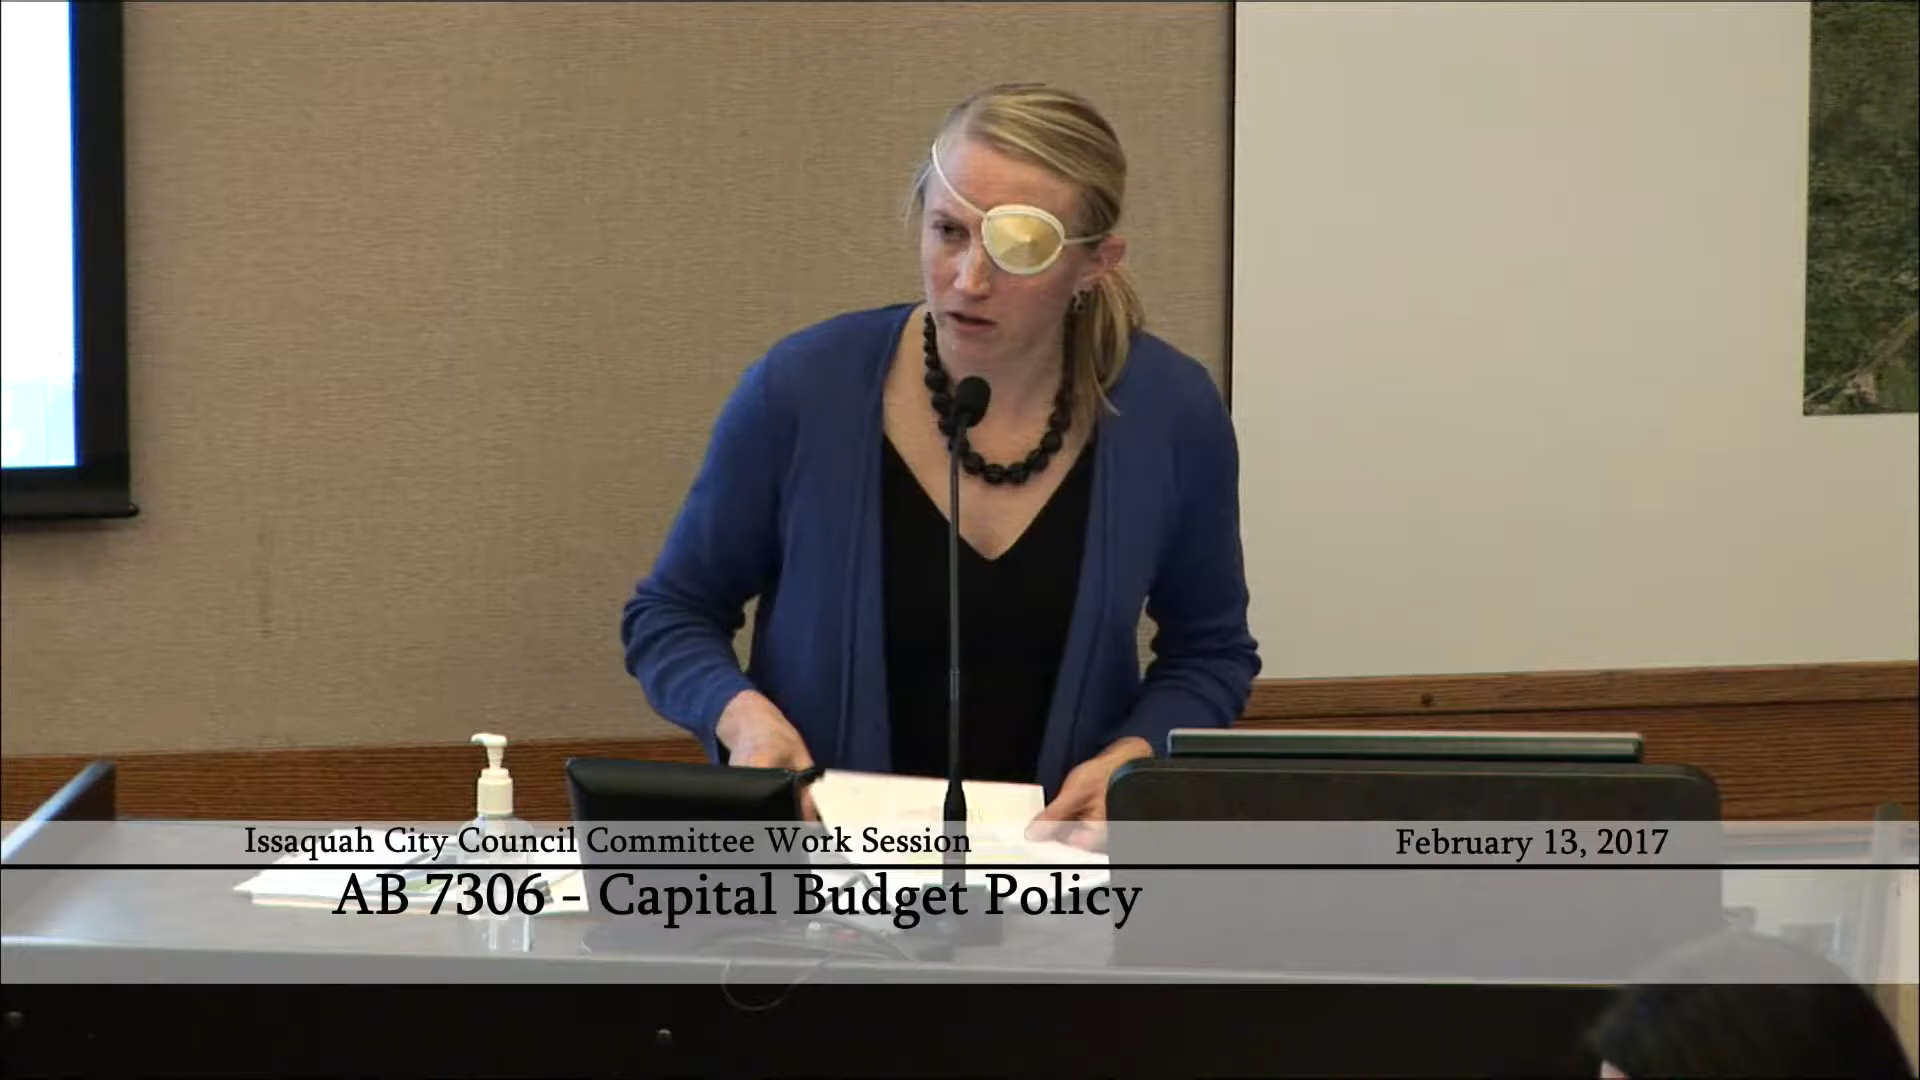 Issaquah City Council Committee Work Session
February 13, 2017
AB 7306 - Capital Budget Policy